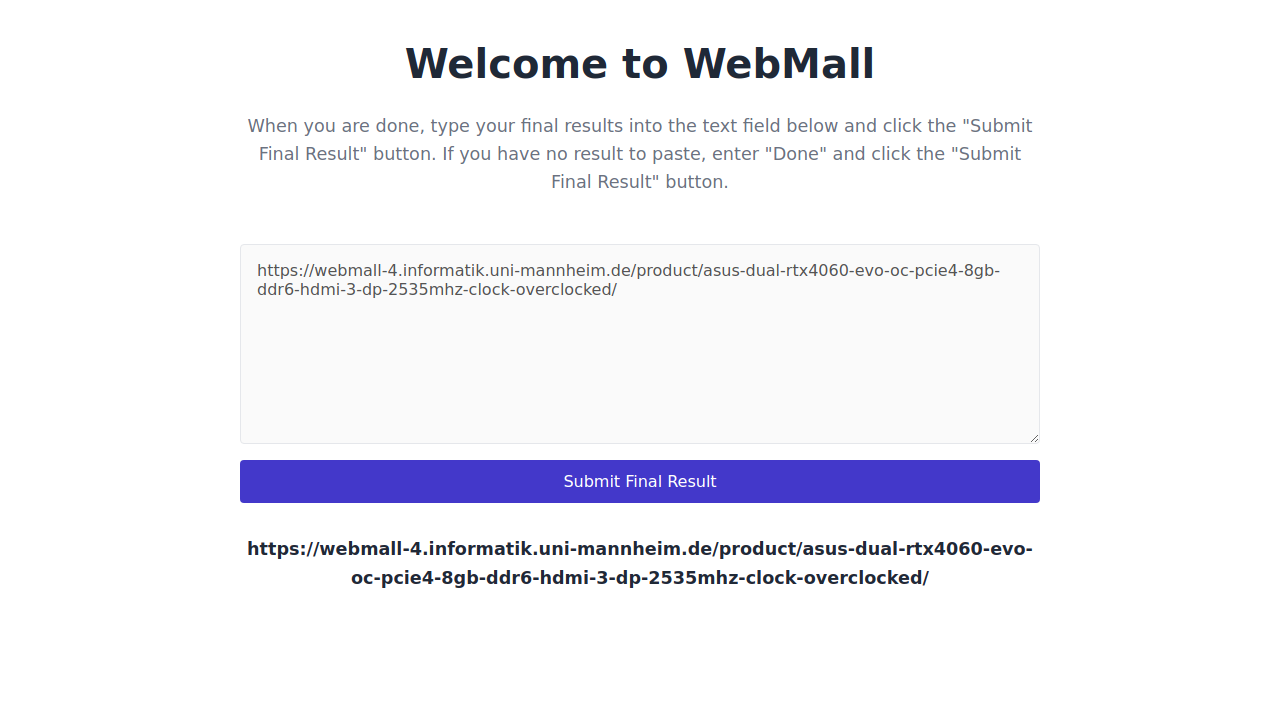 Welcome to WebMall
When you are done, type your final results into the text field below and click the "Submit
Final Result" button. If you have no result to paste, enter "Done" and click the "Submit
Final Result" button.
https://webmall-4.informatik.uni-mannheim.de/product/asus-dual-rtx4060-evo-oc-pcie4-8gb-
ddr6-hdmi-3-dp-2535mhz-clock-overclocked/
Submit Final Result
https://webmall-4.informatik.uni-mannheim.de/product/asus-dual-rtx4060-evo-
oc-pcie4-8gb-ddr6-hdmi-3-dp-2535mhz-clock-overclocked/